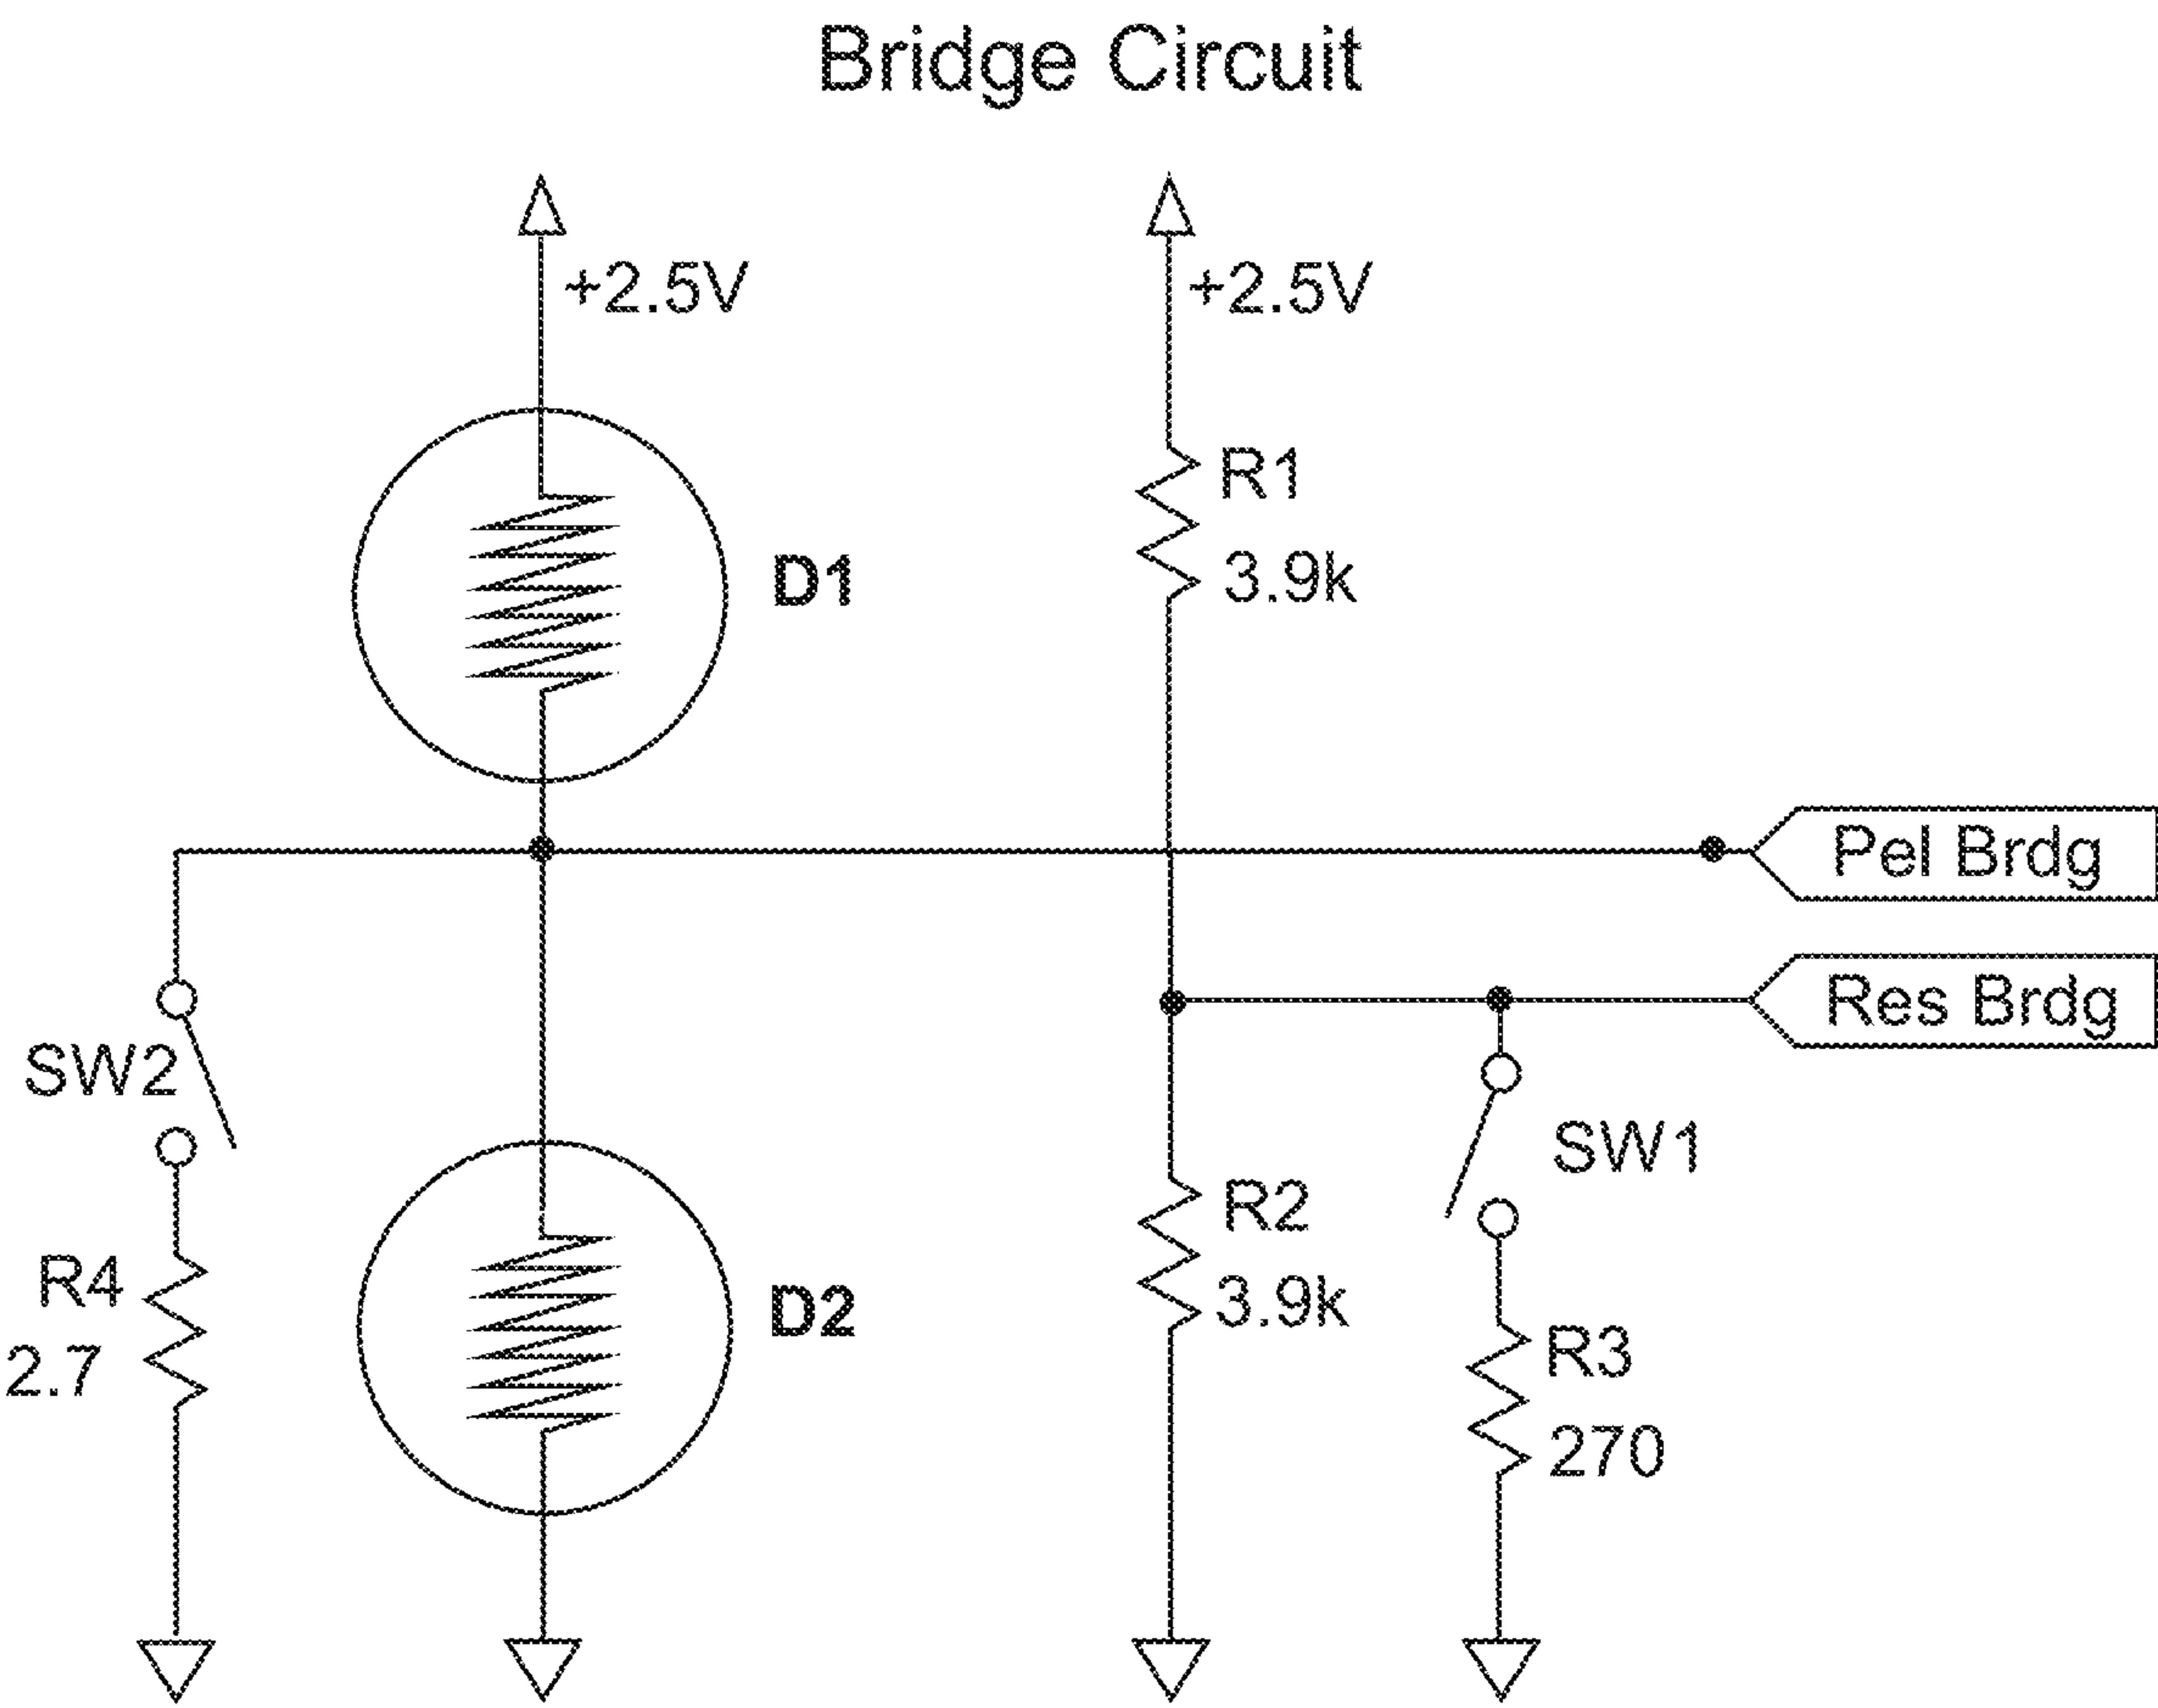 Bridge Circuit
+2.5V
+2.5V
R1
3.9k
D1
Pel Brdg
Res Brdg
SW2
SW1
R2
3.9k
R4
2.7
D2
R3
270